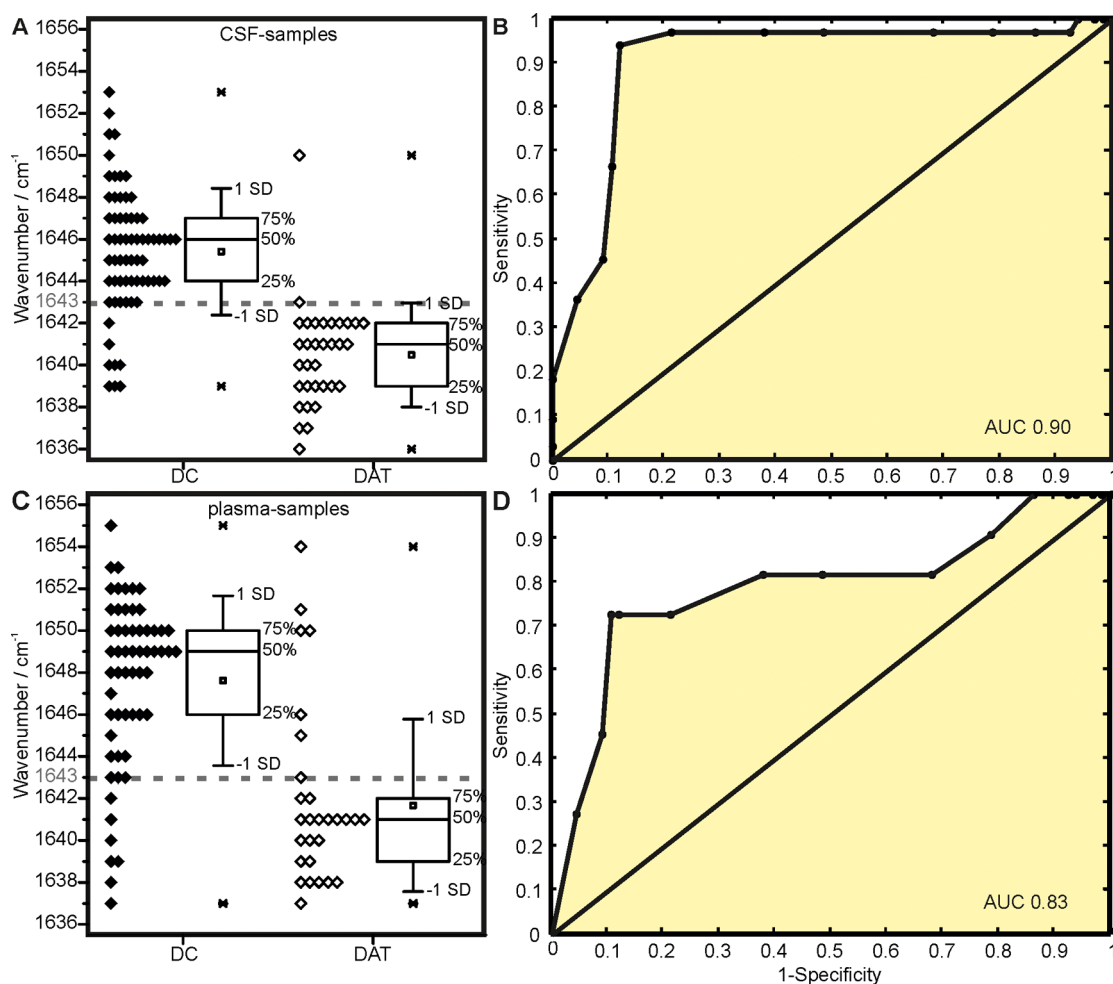 A
CSF-samples
Wavenumber / cm-1
1656
1654
1652
1650
1648
1646
1644
1643
1642
1640
1638
1636
1 SD
75%
50%
25%
-1 SD
1 SD
75%
50%
25%
-1 SD
DC DAT
B
Sensitivity
1
0.9
0.8
0.7
0.6
0.5
0.4
0.3
0.2
0.1
0
AUC 0.90
0 0.1 0.2 0.3 0.4 0.5 0.6 0.7 0.8 0.9 1
C
plasma-samples
Wavenumber / cm-1
1656
1654
1652
1650
1648
1646
1644
1643
1642
1640
1638
1636
1 SD
75%
50%
25%
-1 SD
1 SD
75%
50%
25%
-1 SD
DC DAT
D
Sensitivity
1
0.9
0.8
0.7
0.6
0.5
0.4
0.3
0.2
0.1
0
AUC 0.83
0 0.1 0.2 0.3 0.4 0.5 0.6 0.7 0.8 0.9 1
1-Specificity